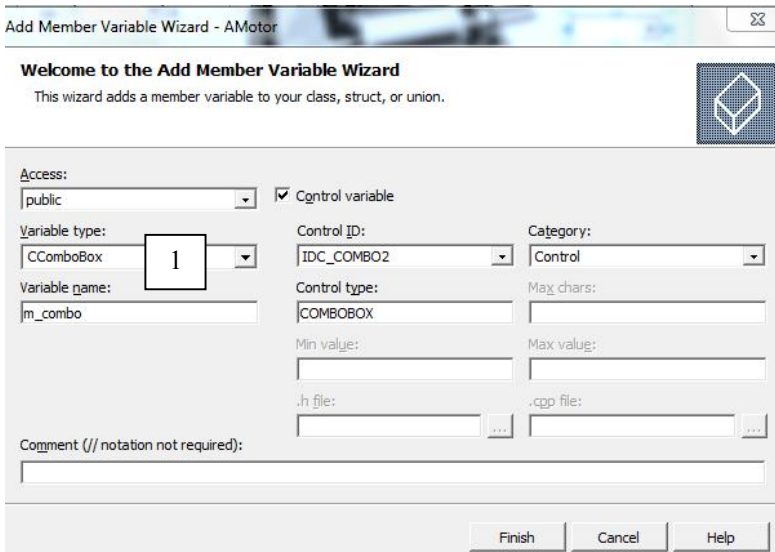 Add Member Variable Wizard - AMotor
Welcome to the Add Member Variable Wizard
This wizard adds a member variable to your class, struct, or union.
Access:
public
Control variable
Variable type:
Control ID:
Category:
CComboBox
1
IDC_COMBO2
Control
Variable name:
Control type:
Max chars:
m_combo
COMBOBOX
Min value:
Max value:
.h file:
.cpp file:
...
...
Comment (// notation not required):
Finish
Cancel
Help